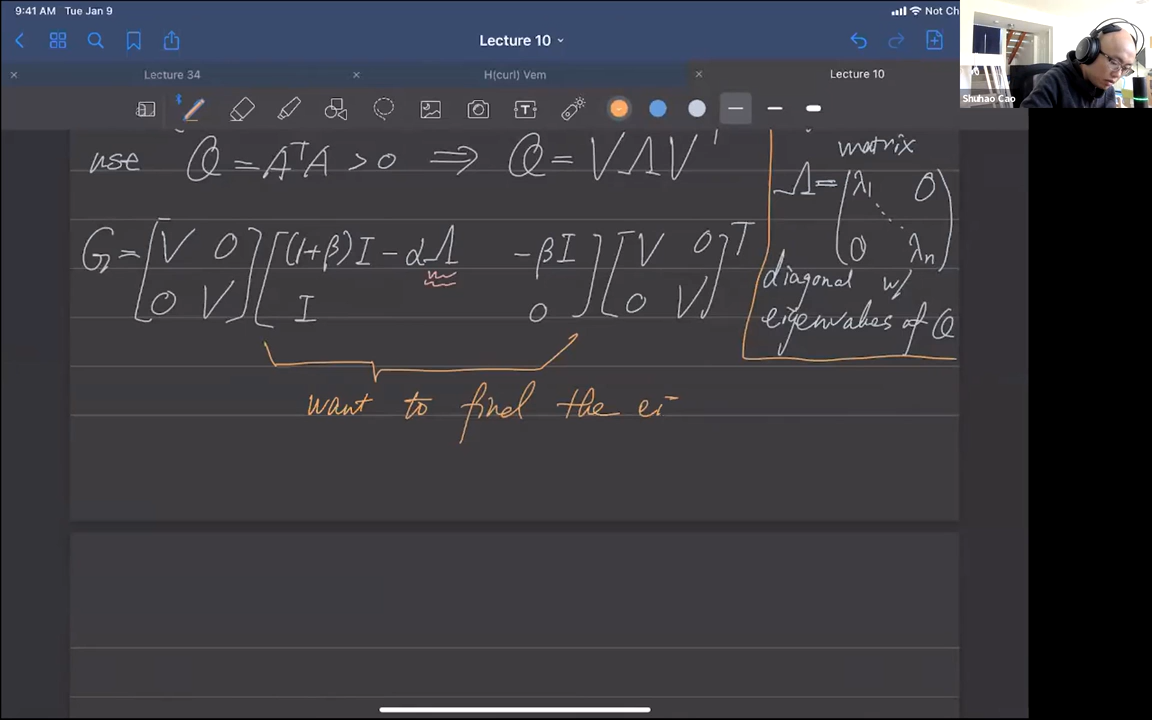 9:41 AM Tue Jan 9
Not Ch
Lecture 10
Lecture 34
H(curl) Vem
Lecture 10
Shuhao Cao
use Q = AᵀA > 0 ⟹ Q = VΛVᵀ
matrix
Λ = (λ₁ 0
0 λₙ)
diagonal w/
eigenvalues of Q
G = [V 0 [(1+β)I - αΛ -βI [V 0 T
0 V] I 0] 0 V]
want to find the ei